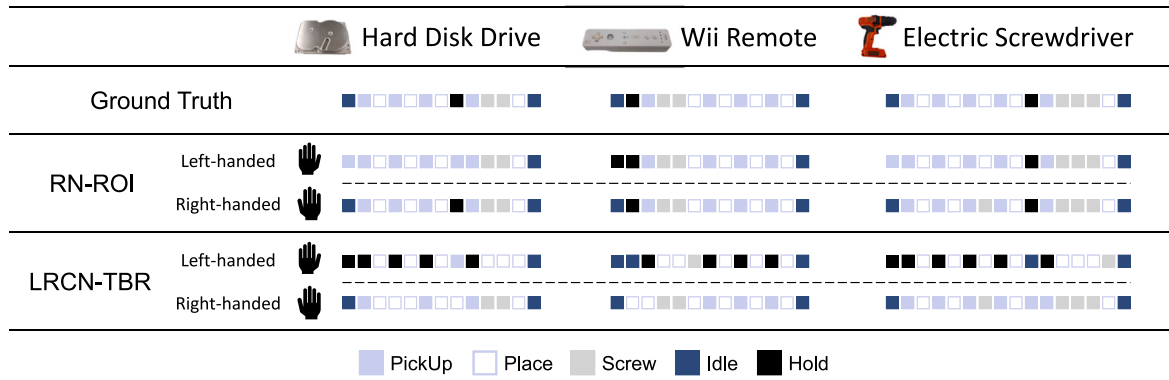 Hard Disk Drive Wii Remote Electric Screwdriver
Ground Truth
RN-ROI
Left-handed
Right-handed
LRCN-TBR
Left-handed
Right-handed
PickUp Place Screw Idle Hold